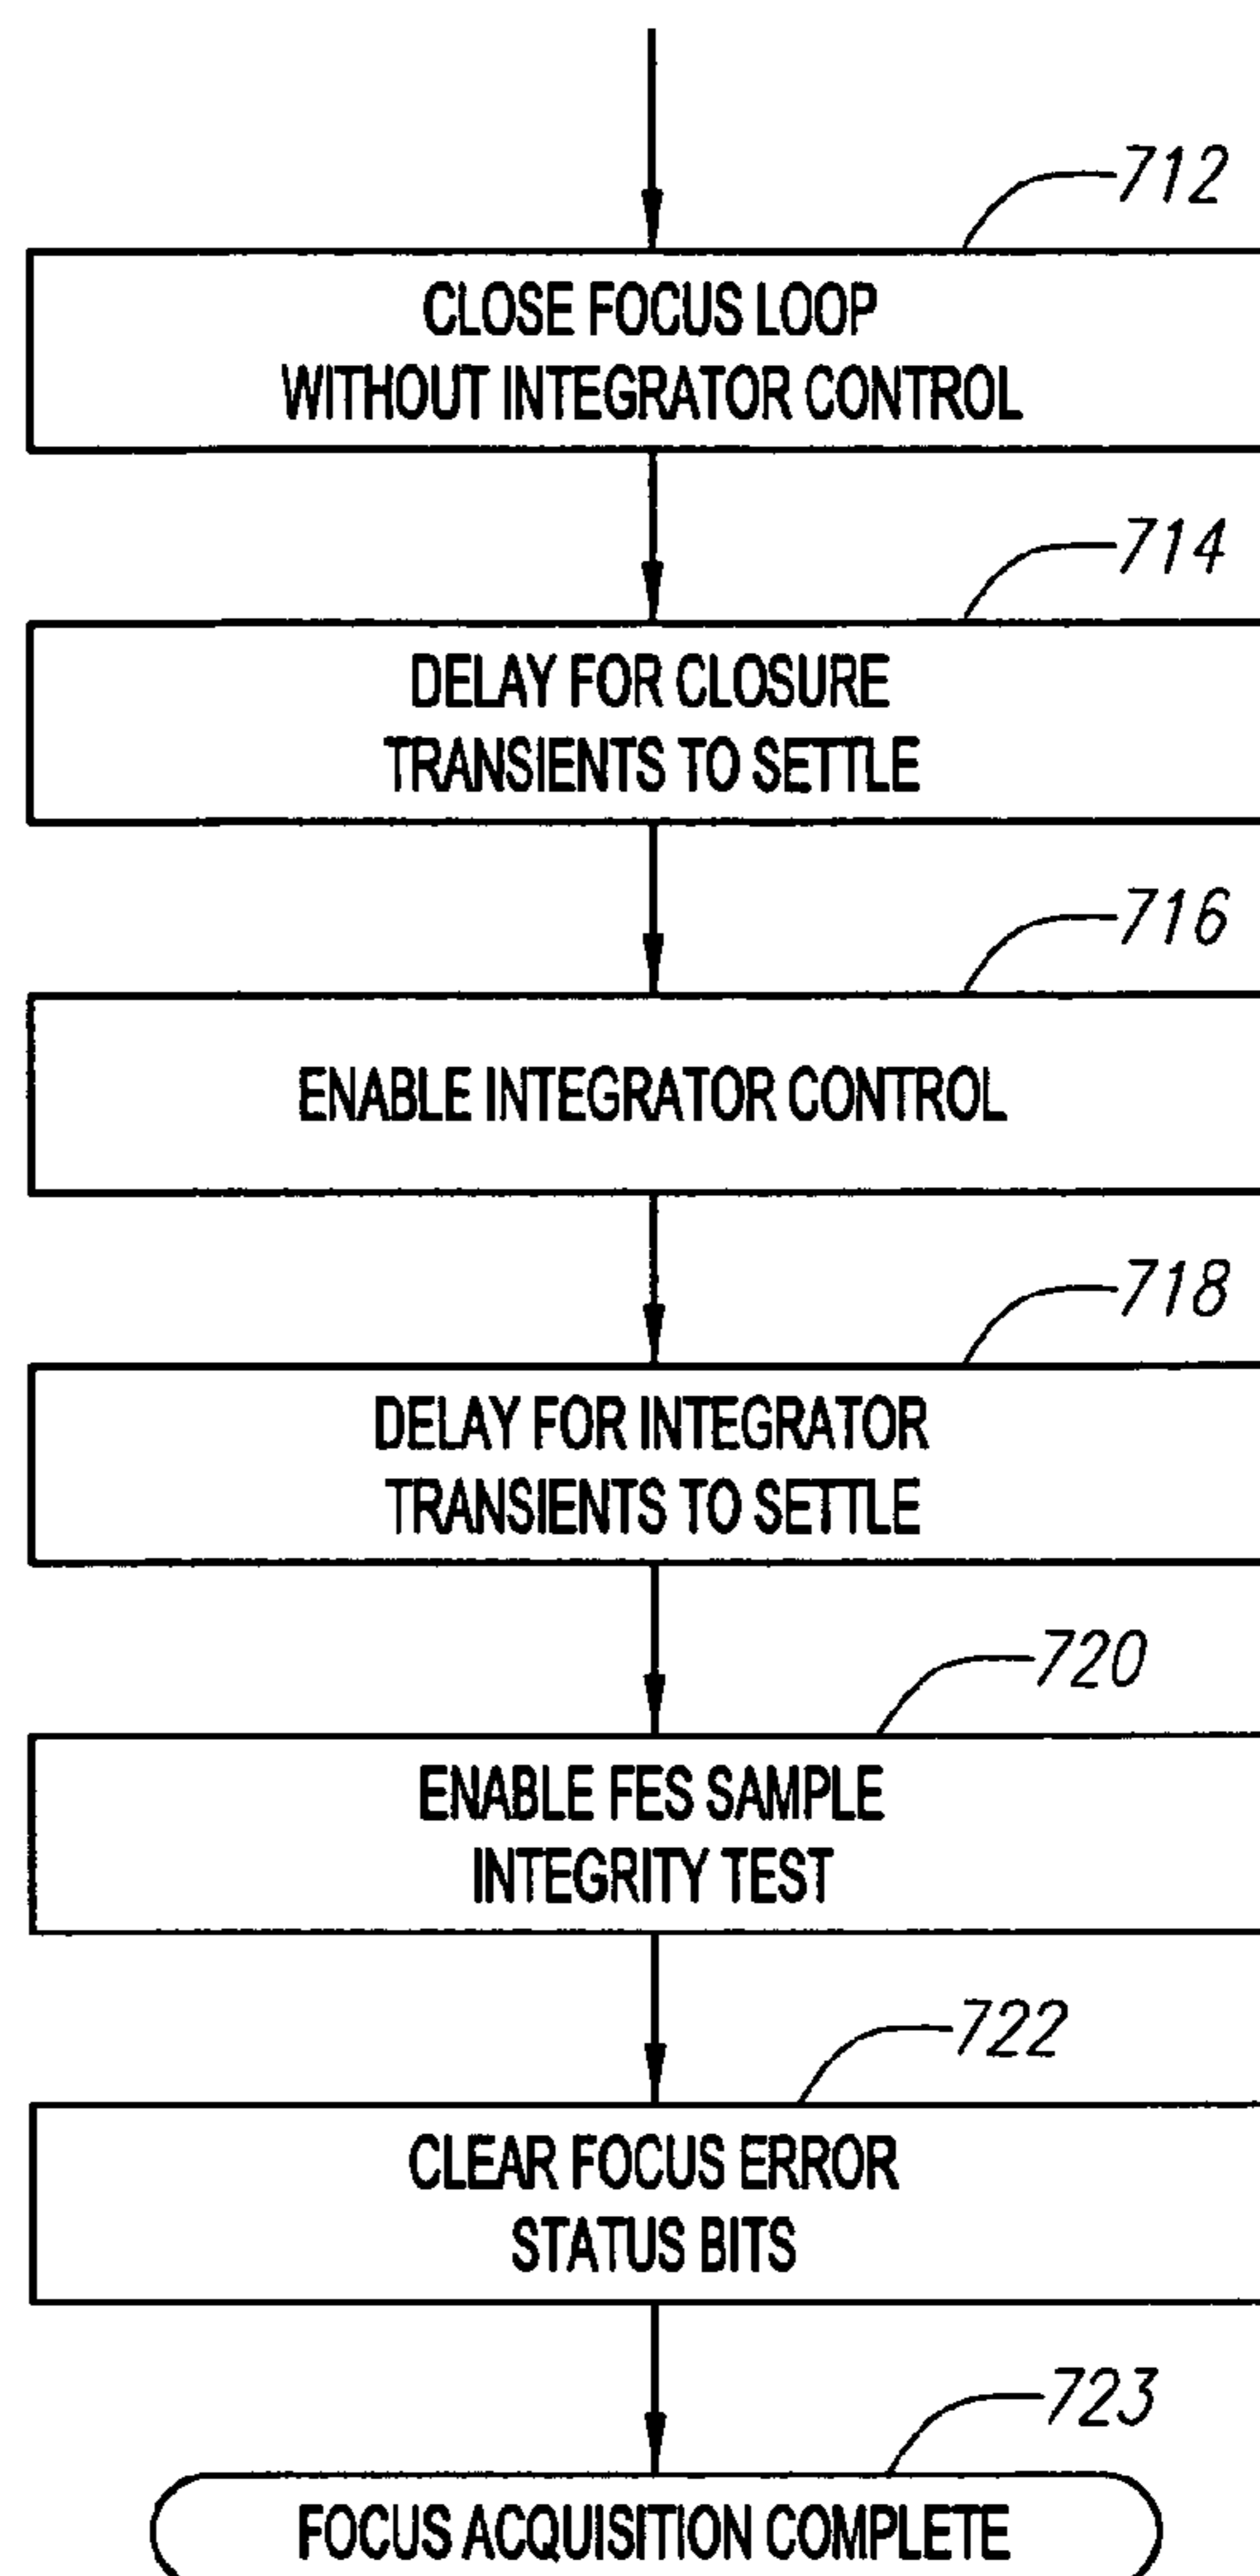 712
CLOSE FOCUS LOOP
WITHOUT INTEGRATOR CONTROL
714
DELAY FOR CLOSURE
TRANSIENTS TO SETTLE
716
ENABLE INTEGRATOR CONTROL
718
DELAY FOR INTEGRATOR
TRANSIENTS TO SETTLE
720
ENABLE FES SAMPLE
INTEGRITY TEST
722
CLEAR FOCUS ERROR
STATUS BITS
723
FOCUS ACQUISITION COMPLETE